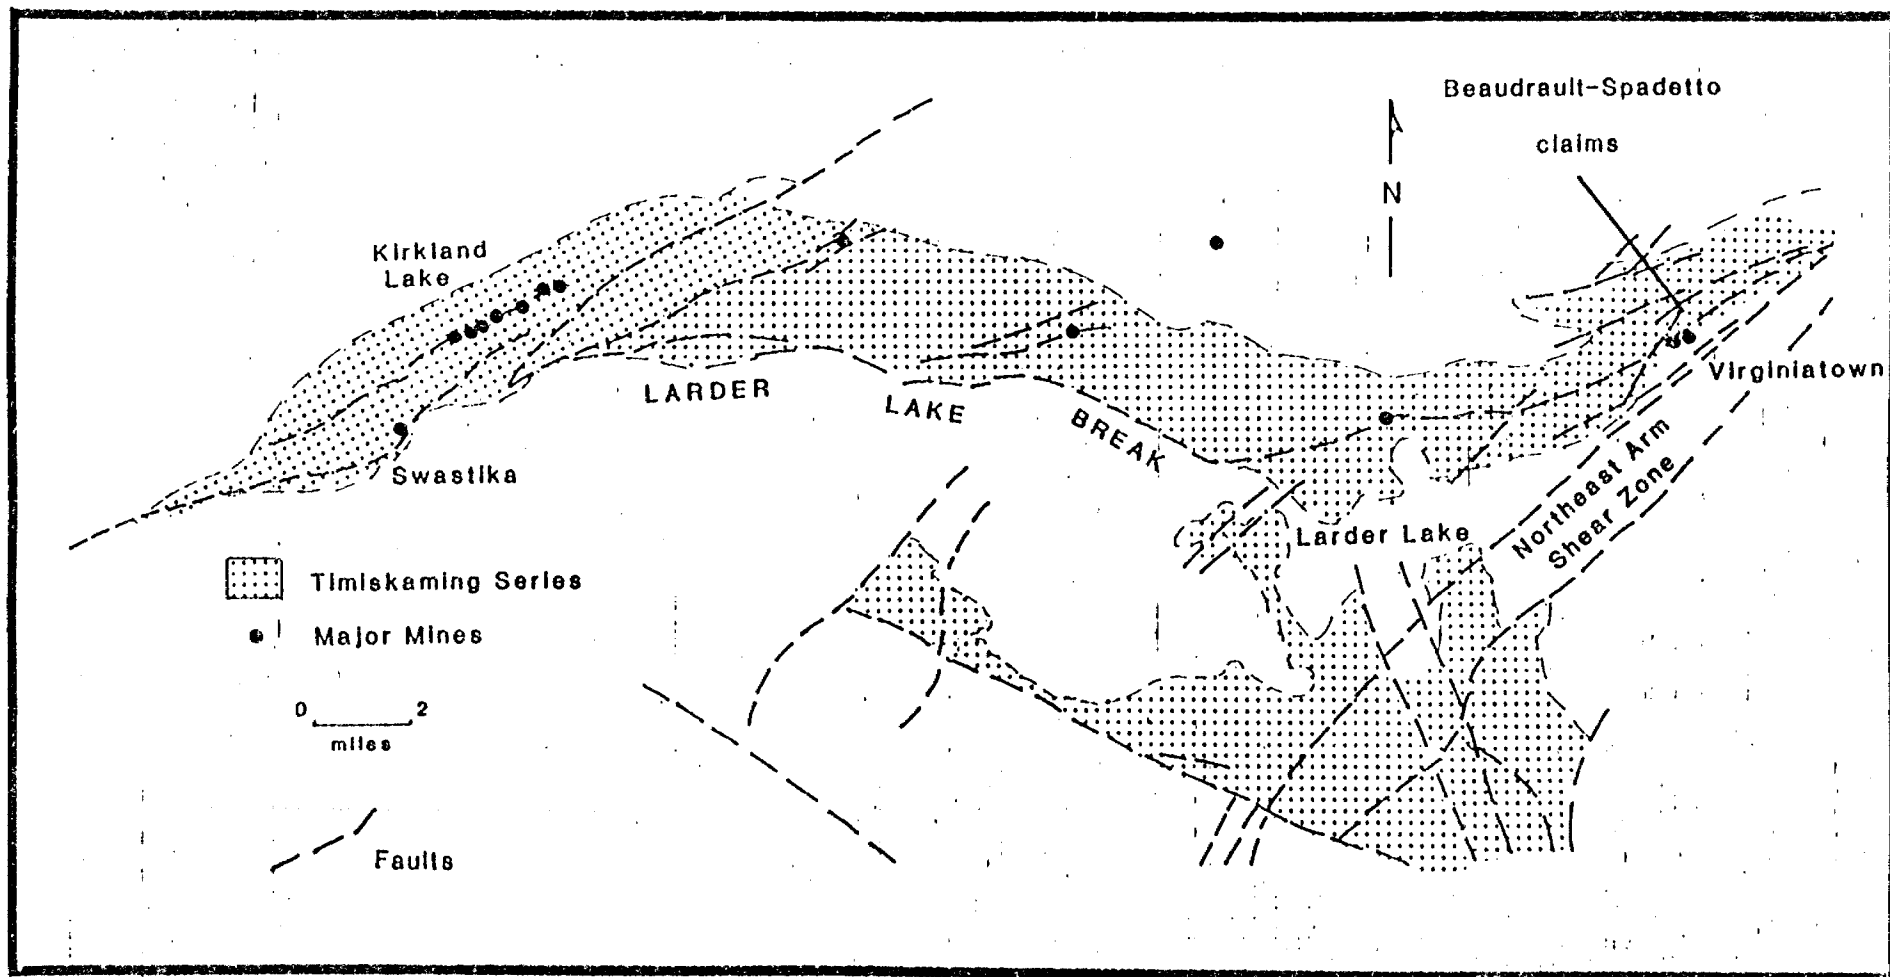 Beaudrault-Spadetto
claims
N
Kirkland
Lake
Virginiatown
LARDER
LAKE
BREAK
Swastika
Northeast Arm
Shear Zone
Larder Lake
Timiskaming Series
Major Mines
0 2
miles
Faults